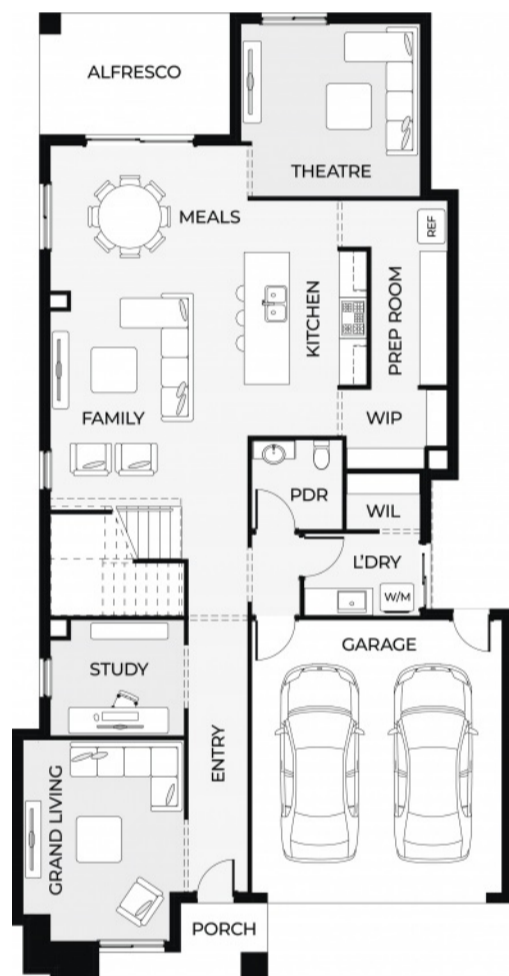 ALFRESCO
THEATRE
MEALS
REF
KITCHEN
PREP ROOM
FAMILY
WIP
PDR
WIL
L'DRY
W/M
GARAGE
STUDY
ENTRY
GRAND LIVING
PORCH